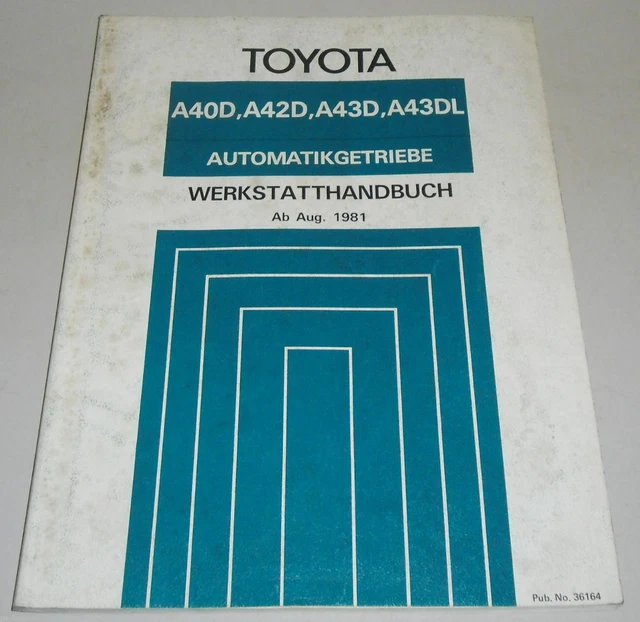 TOYOTA
A40D, A42D, A43D, A43DL
AUTOMATIKGETRIEBE
WERKSTATTHANDBUCH
Ab Aug. 1981
Pub. No. 36164